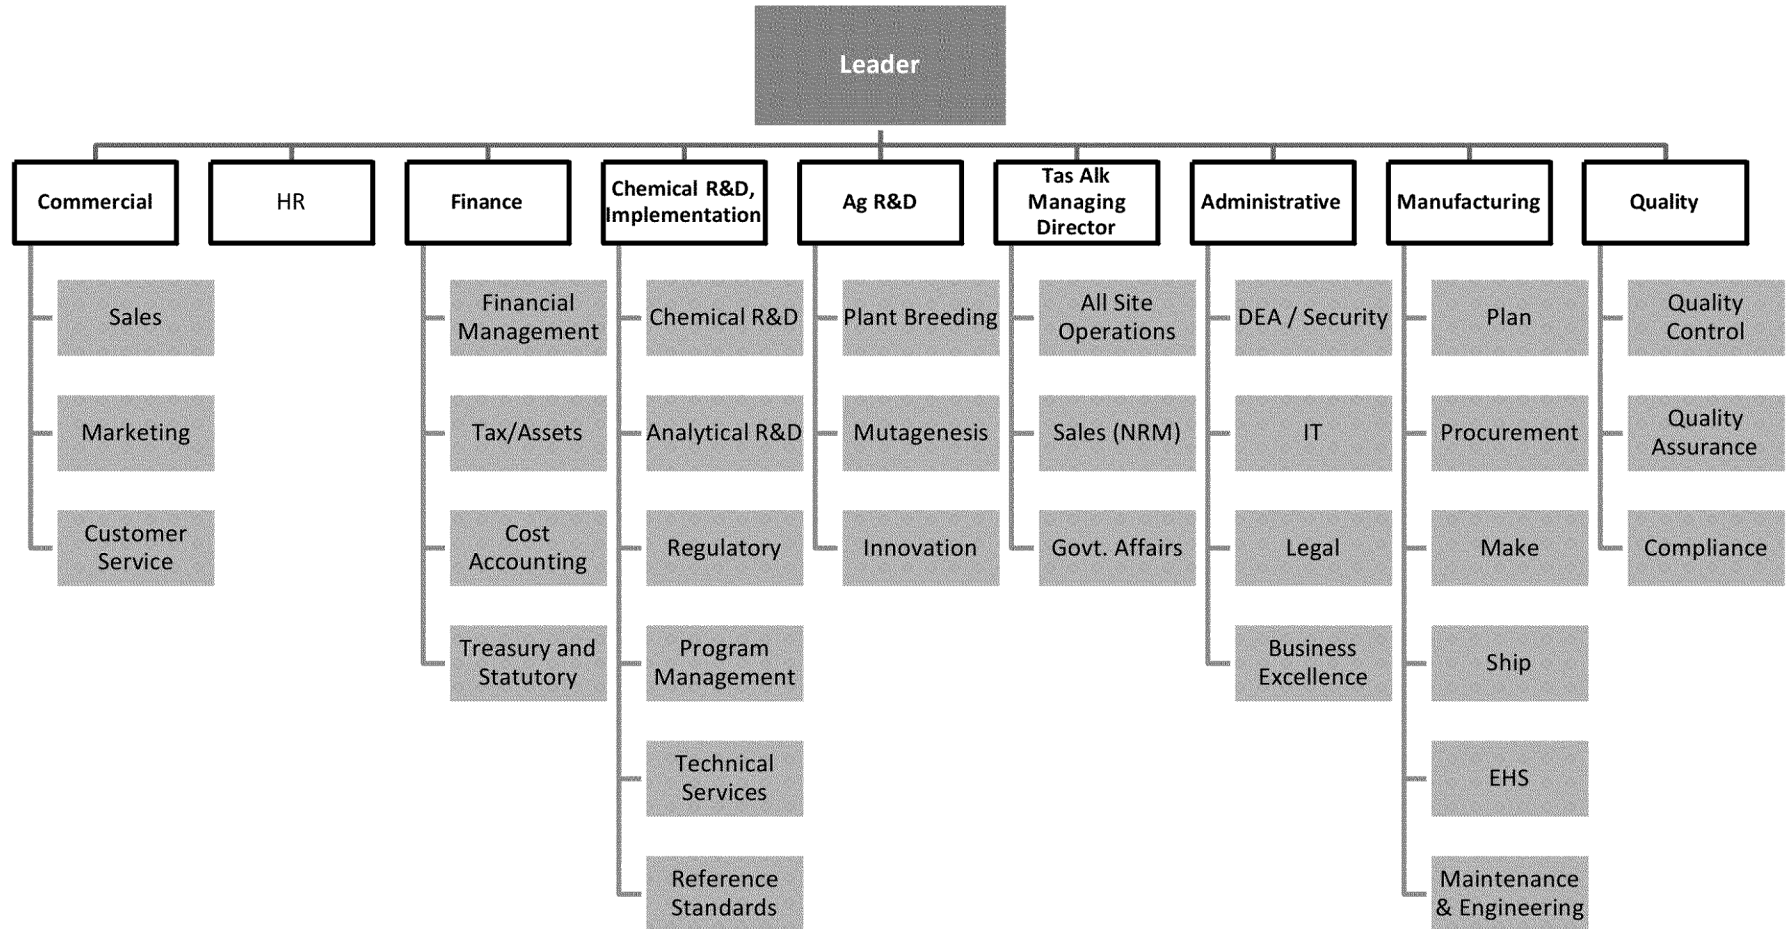 Leader
Commercial
HR
Finance
Chemical R&D,
Implementation
Ag R&D
Tas Alk
Managing
Director
Administrative
Manufacturing
Quality
Sales
Marketing
Customer
Service
Financial
Management
Tax/Assets
Cost
Accounting
Treasury and
Statutory
Chemical R&D
Analytical R&D
Regulatory
Program
Management
Technical
Services
Reference
Standards
Plant Breeding
Mutagenesis
Innovation
All Site
Operations
Sales (NRM)
Govt. Affairs
DEA / Security
IT
Legal
Business
Excellence
Plan
Procurement
Make
Ship
EHS
Maintenance
& Engineering
Quality
Control
Quality
Assurance
Compliance